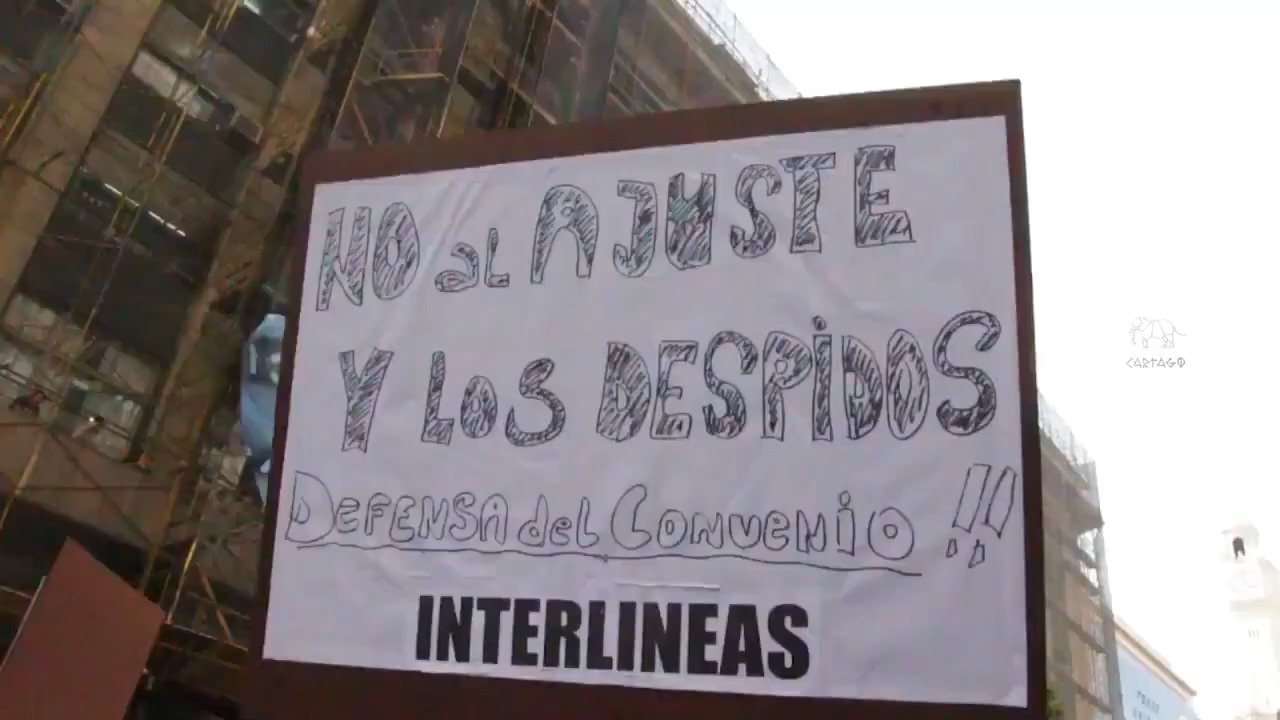 NO aL AJUSTE
Y LoS DESPiDOS
DeFENSA del CoNVeNiO !!
INTERLINEAS
CARTAGO